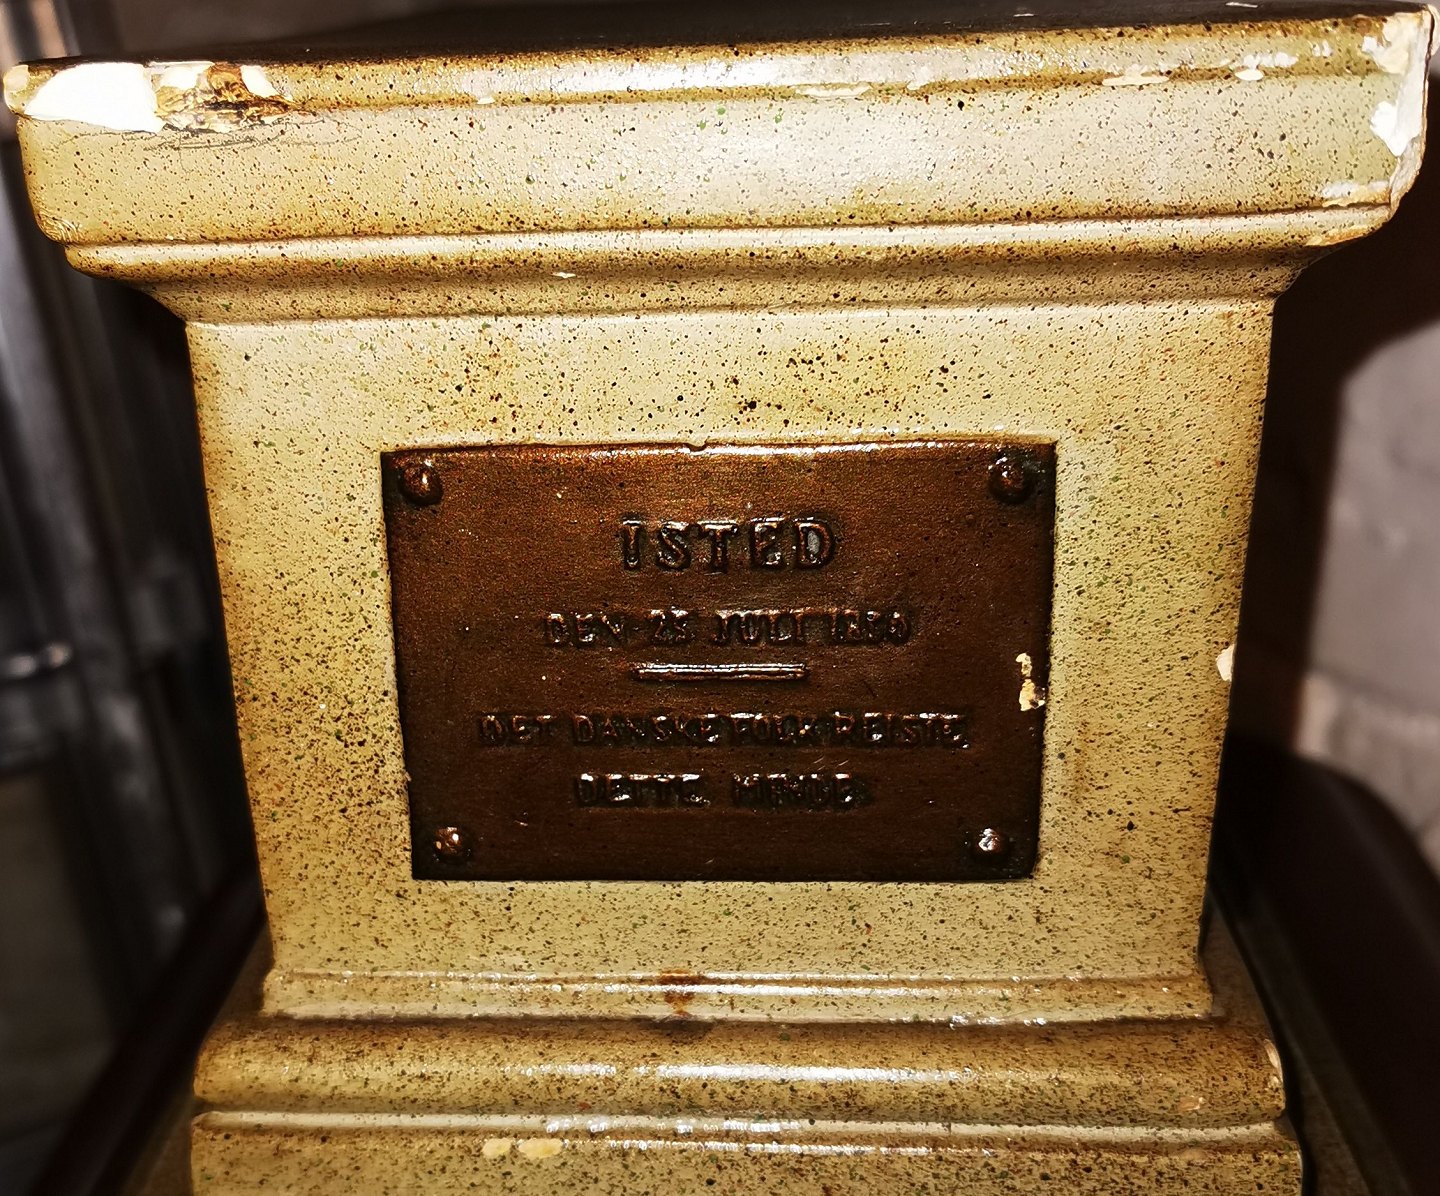 ISTED
DEN 25 JULI 1850
DET DANSKE FOLK REISTE
DETTE MINDE